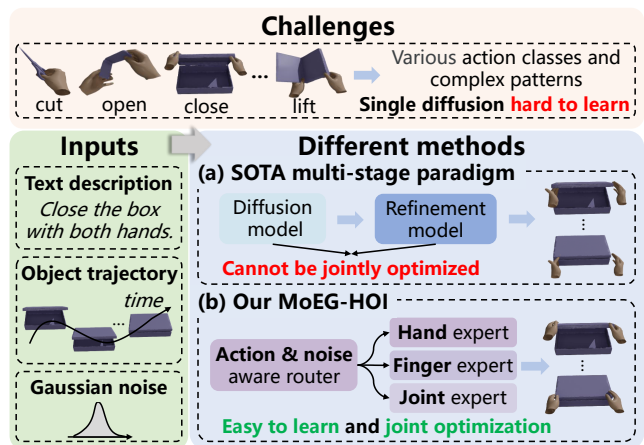 Challenges
cut
open
close
...
lift
Various action classes and
complex patterns
Single diffusion hard to learn
Inputs
Text description
Close the box
with both hands.
Object trajectory
time
...
Gaussian noise
Different methods
(a) SOTA multi-stage paradigm
Diffusion
model
Refinement
model
Cannot be jointly optimized
(b) Our MoEG-HOI
Action & noise
aware router
Hand expert
Finger expert
Joint expert
Easy to learn and joint optimization